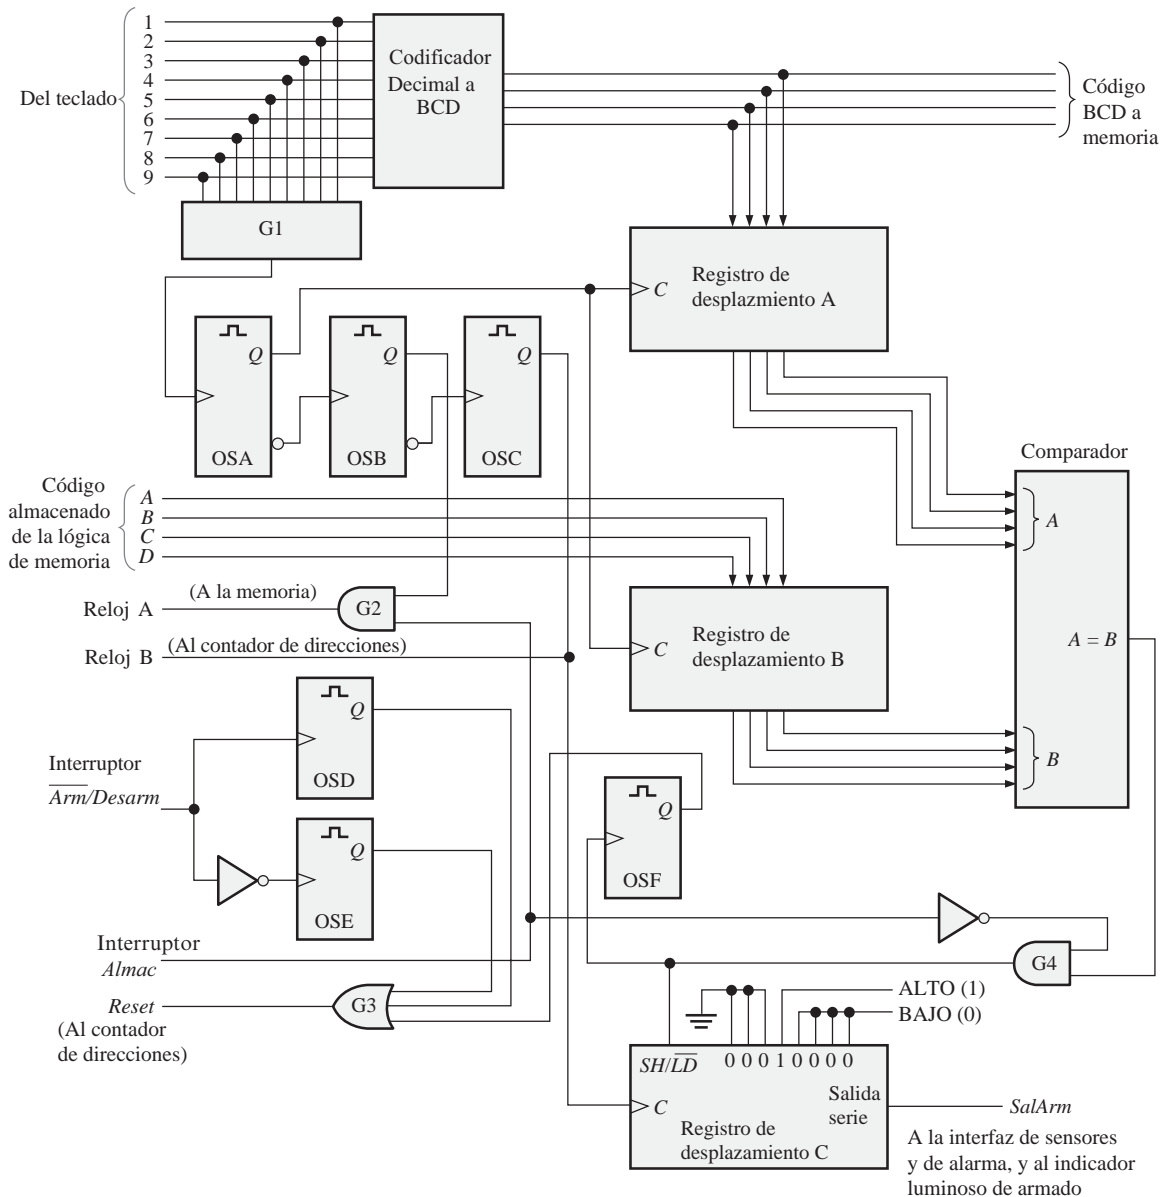 1
2
3
4
5
6
7
8
9
Del teclado
Codificador
Decimal a
BCD
Código
BCD a
memoria
G1
C
Registro de
desplazmiento A
Q
OSA
Q
OSB
Q
OSC
Comparador
A
A = B
B
Código
almacenado
de la lógica
de memoria
A
B
C
D
Reloj A
(A la memoria)
G2
Reloj B
(Al contador de direcciones)
C
Registro de
desplazamiento B
Q
OSD
Interruptor
Arm/Desarm
Q
OSE
Q
OSF
Interruptor
Almac
G4
Reset
(Al contador
de direcciones)
G3
ALTO (1)
BAJO (0)
SH/LD
0 0 0 1 0 0 0 0
C
Salida
serie
Registro de
desplazamiento C
SalArm
A la interfaz de sensores
y de alarma, y al indicador
luminoso de armado